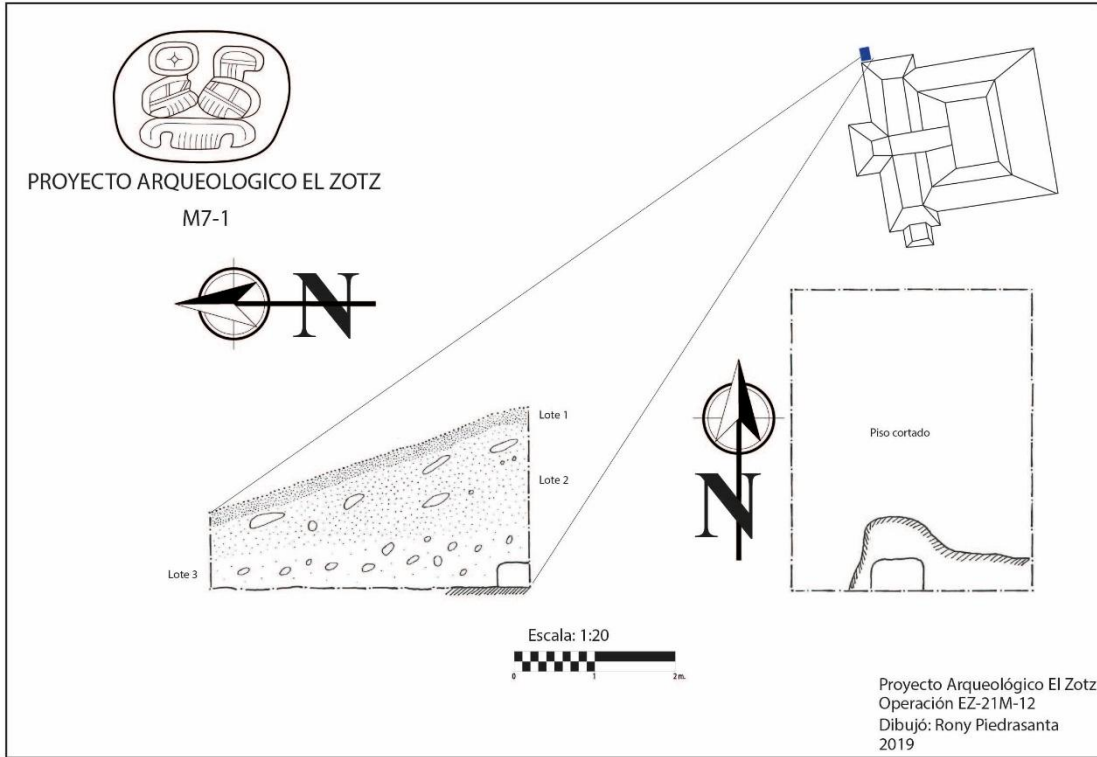 PROYECTO ARQUEOLOGICO EL ZOTZ
M7-1
N
Lote 1
Lote 2
Lote 3
N
Piso cortado
Escala: 1:20
0 1 2 m.
Proyecto Arqueológico El Zotz
Operación EZ-21M-12
Dibujó: Rony Piedrasanta
2019